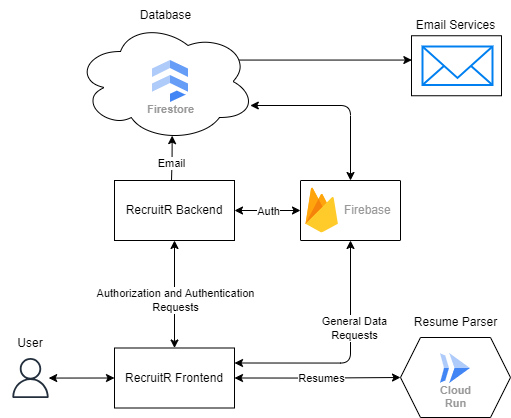 Database
Email Services
Firestore
Email
RecruitR Backend
Auth
Firebase
Authorization and Authentication
Requests
General Data
Requests
Resume Parser
User
RecruitR Frontend
Resumes
Cloud
Run